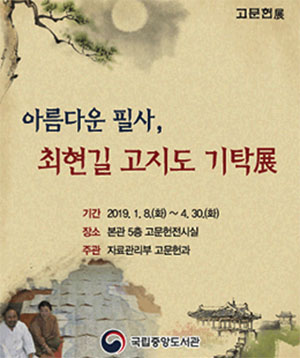 고문헌展
아름다운 필사,
최현길 고지도 기탁展
기간 2019. 1. 8.(화) ~ 4. 30.(화)
장소 본관 5층 고문헌전시실
주관 자료관리부 고문헌과
국립중앙도서관